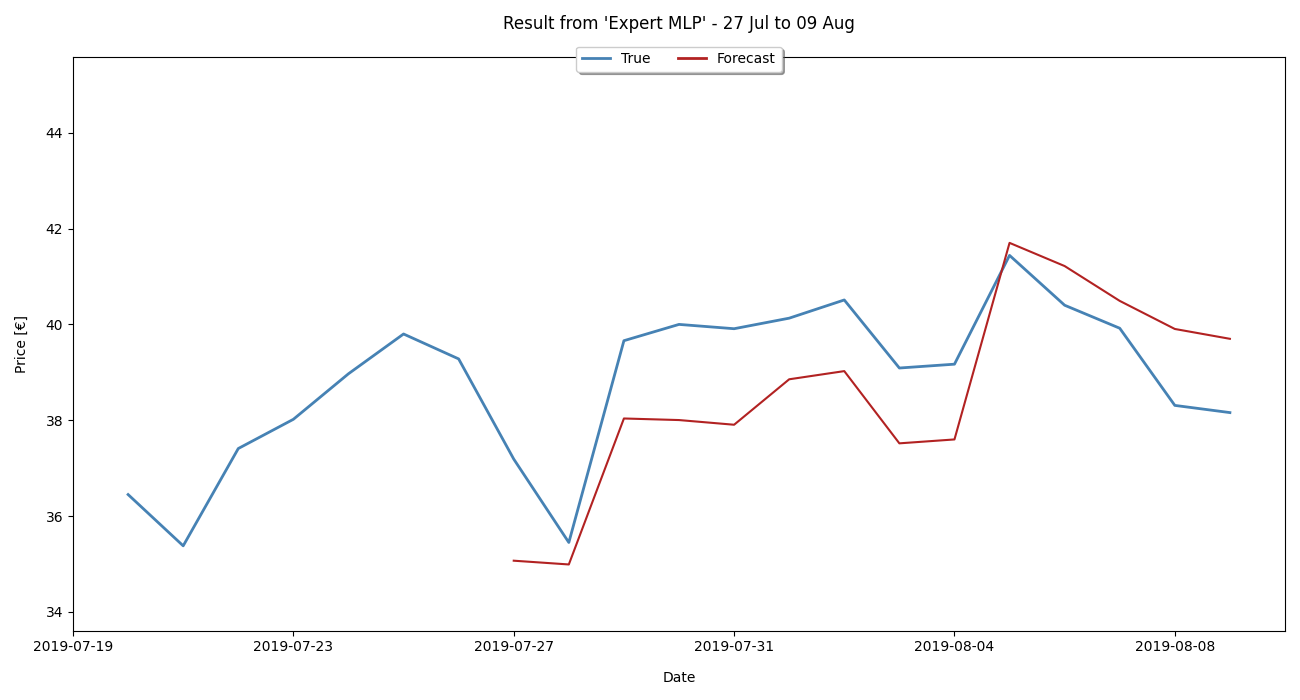 Result from 'Expert MLP' - 27 Jul to 09 Aug
True Forecast
44
42
40
38
36
34
Price [€]
2019-07-19 2019-07-23 2019-07-27 2019-07-31 2019-08-04 2019-08-08
Date